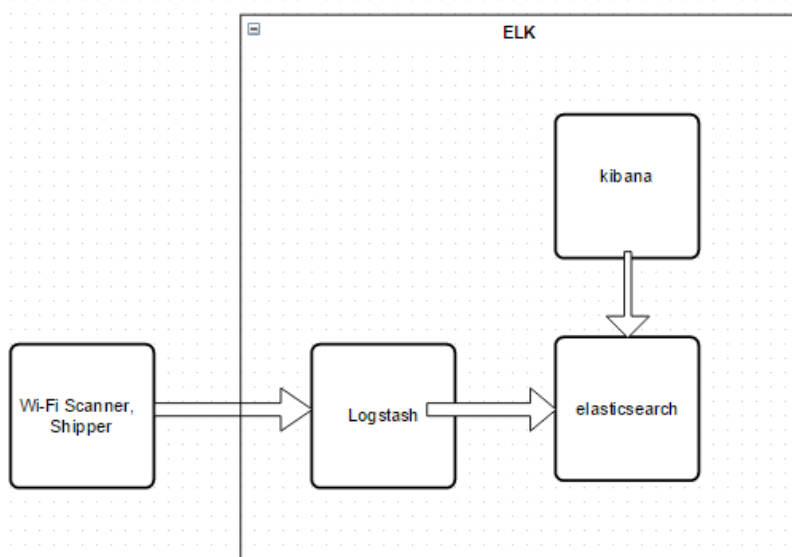 ELK
kibana
Wi-Fi Scanner,
Shipper
Logstash
elasticsearch